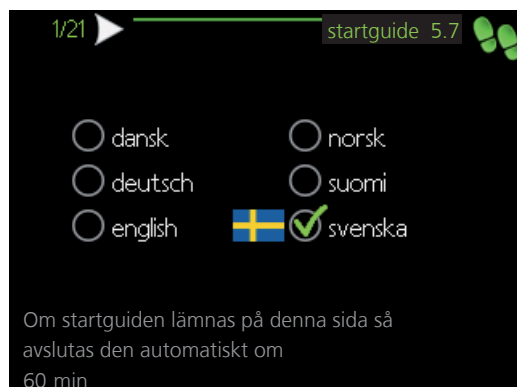 1/21
startguide 5.7
dansk
norsk
deutsch
suomi
english
svenska
Om startguiden lämnas på denna sida så
avslutas den automatiskt om
60 min